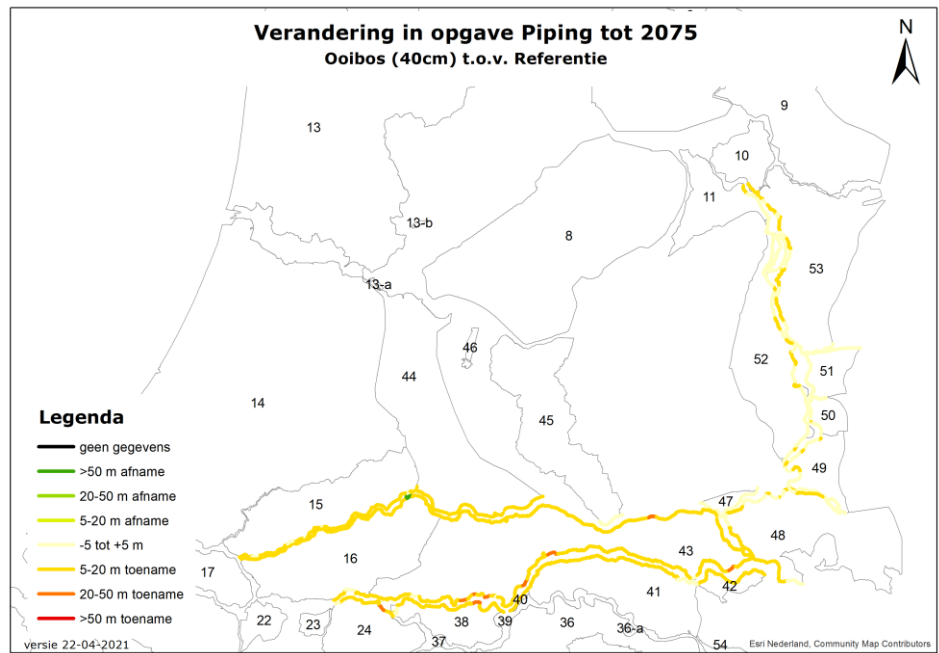 Verandering in opgave Piping tot 2075
Ooibos (40cm) t.o.v. Referentie
N
9
13
10
11
13-b
8
53
13-a
46
52
44
51
14
45
50
Legenda
geen gegevens
>50 m afname
20-50 m afname
5-20 m afname
-5 tot +5 m
5-20 m toename
20-50 m toename
>50 m toename
49
47
15
48
16
43
17
42
41
40
22
23
24
38
39
36
36-a
37
54
versie 22-04-2021
Esri Nederland, Community Map Contributors